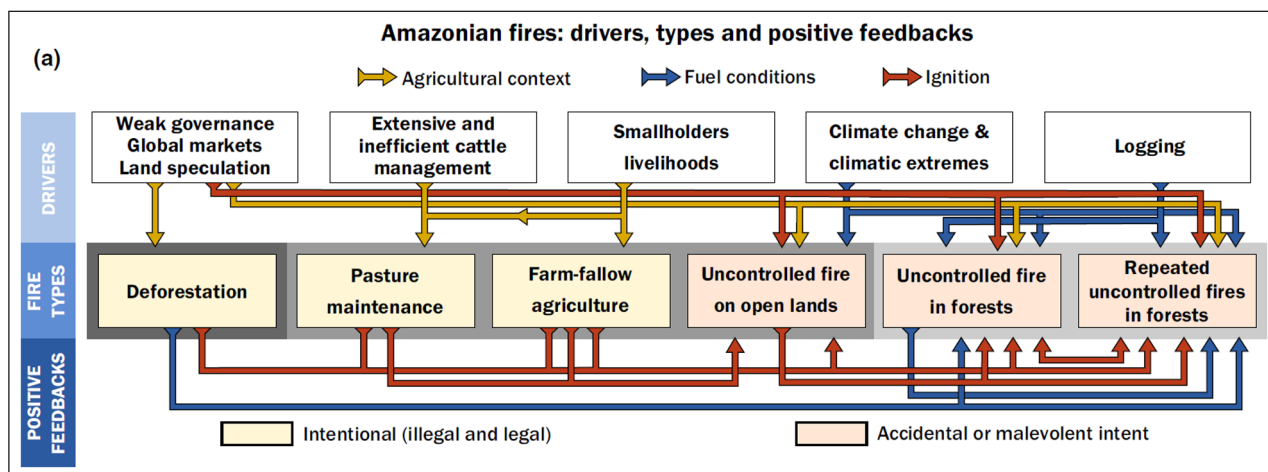 Amazonian fires: drivers, types and positive feedbacks
(a)
Agricultural context
Fuel conditions
Ignition
DRIVERS
Weak governance
Global markets
Land speculation
Extensive and
inefficient cattle
management
Smallholders
livelihoods
Climate change &
climatic extremes
Logging
FIRE
TYPES
Deforestation
Pasture
maintenance
Farm-fallow
agriculture
Uncontrolled fire
on open lands
Uncontrolled fire
in forests
Repeated
uncontrolled fires
in forests
POSITIVE
FEEDBACKS
Intentional (illegal and legal)
Accidental or malevolent intent